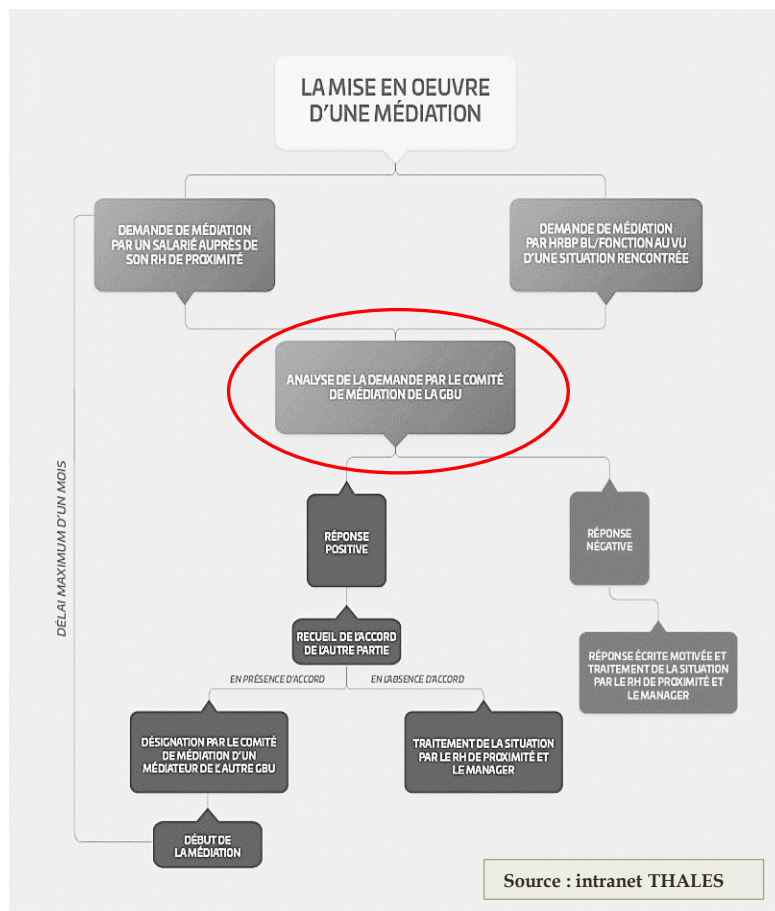 LA MISE EN OEUVRE
D'UNE MÉDIATION
DEMANDE DE MÉDIATION
PAR UN SALARIÉ AUPRÈS DE
SON RH DE PROXIMITÉ
DEMANDE DE MÉDIATION
PAR HRBP BL/FONCTION AU VU
D'UNE SITUATION RENCONTRÉE
ANALYSE DE LA DEMANDE PAR LE COMITÉ
DE MÉDIATION DE LA GBU
DÉLAI MAXIMUM D'UN MOIS
RÉPONSE
POSITIVE
RÉPONSE
NÉGATIVE
RECUEIL DE L'ACCORD
DE L'AUTRE PARTIE
RÉPONSE ÉCRITE MOTIVÉE ET
TRAITEMENT DE LA SITUATION
PAR LE RH DE PROXIMITÉ ET
LE MANAGER
EN PRÉSENCE D'ACCORD
EN L'ABSENCE D'ACCORD
DÉSIGNATION PAR LE COMITÉ
DE MÉDIATION D'UN
MÉDIATEUR DE L'AUTRE GBU
TRAITEMENT DE LA SITUATION
PAR LE RH DE PROXIMITÉ ET
LE MANAGER
DÉBUT DE
LA MÉDIATION
Source : intranet THALES